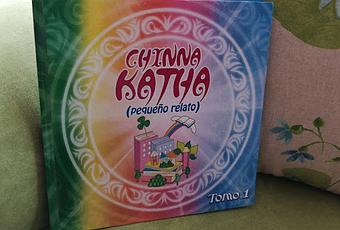 CHINNA
KATHA
(pequeño relato)
Tomo 1